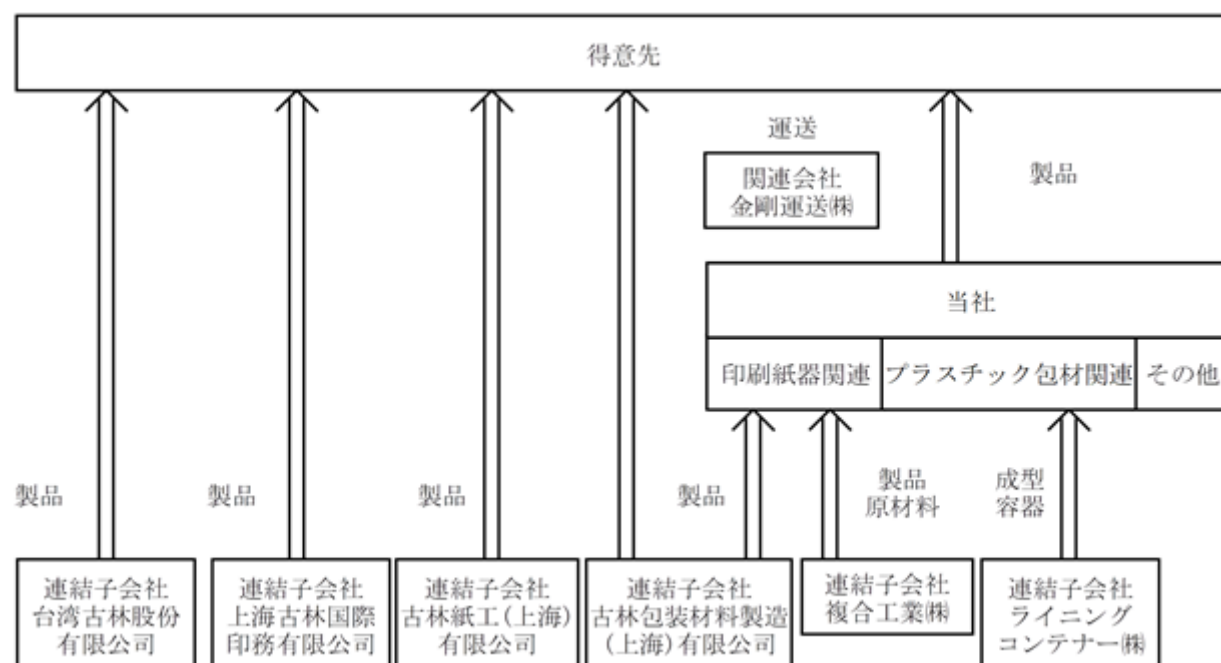 得意先
運送
関連会社
金剛運送㈱
製品
当社
印刷紙器関連
プラスチック包材関連
その他
製品
製品
製品
製品
製品
原材料
成型
容器
連結子会社
台湾古林股份
有限公司
連結子会社
上海古林国際
印務有限公司
連結子会社
古林紙工(上海)
有限公司
連結子会社
古林包装材料製造
(上海)有限公司
連結子会社
複合工業㈱
連結子会社
ライニング
コンテナー㈱